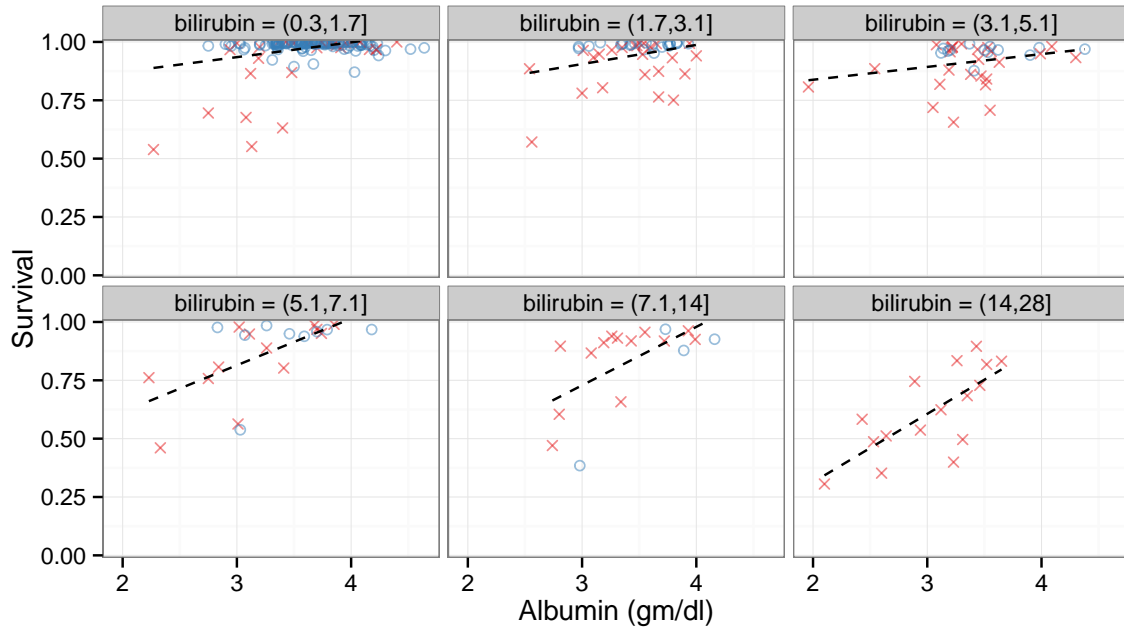 bilirubin = (0.3,1.7]
bilirubin = (1.7,3.1]
bilirubin = (3.1,5.1]
1.00
0.75
0.50
0.25
0.00
Survival
bilirubin = (5.1,7.1]
bilirubin = (7.1,14]
bilirubin = (14,28]
1.00
0.75
0.50
0.25
0.00
2 3 4 2 3 4 2 3 4
Albumin (gm/dl)